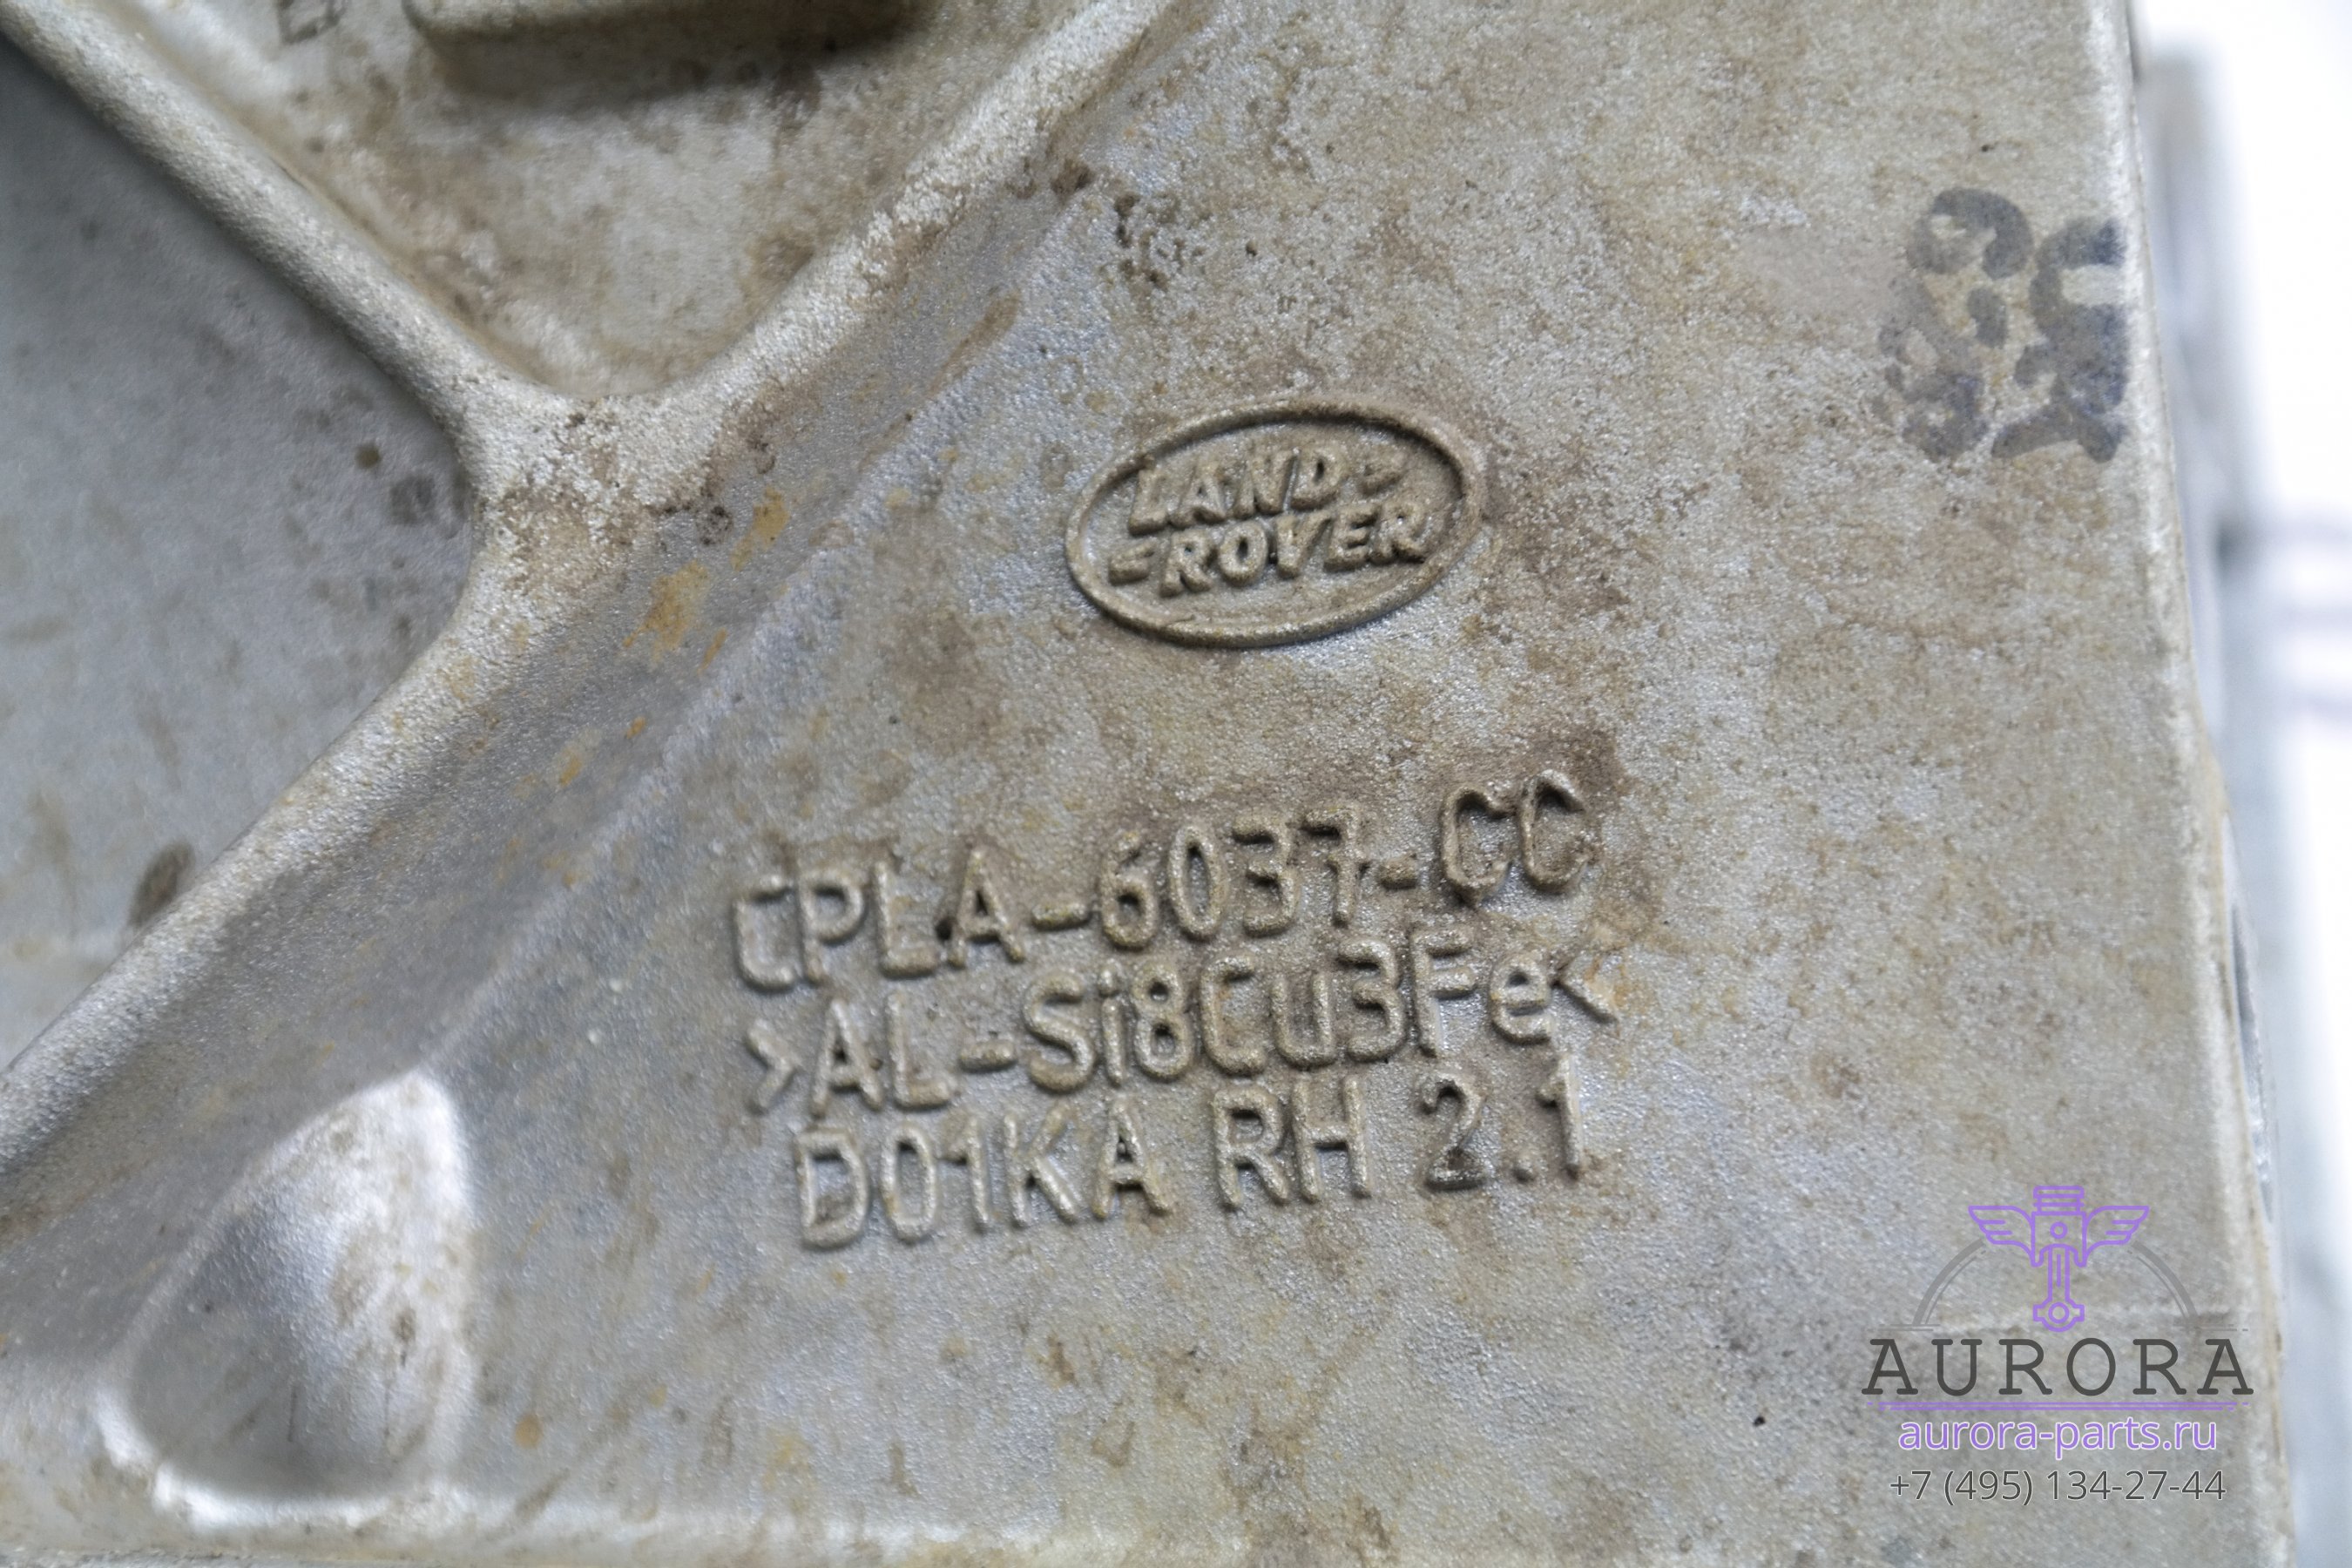 LAND
ROVER
CPLA-6037-CC
>AL-Si8Cu3Fe<
D01KA RH 2.1
AURORA
aurora-parts.ru
+7 (495) 134-27-44